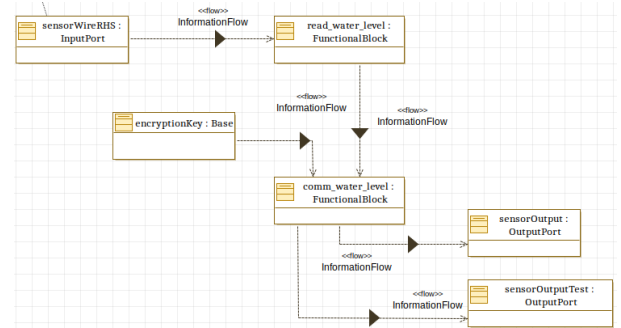 <<flow>>
InformationFlow
sensorWireRHS :
InputPort
read_water_level :
FunctionalBlock
<<flow>>
InformationFlow
<<flow>>
InformationFlow
encryptionKey : Base
comm_water_level :
FunctionalBlock
sensorOutput :
OutputPort
<<flow>>
InformationFlow
sensorOutputTest :
OutputPort
<<flow>>
InformationFlow